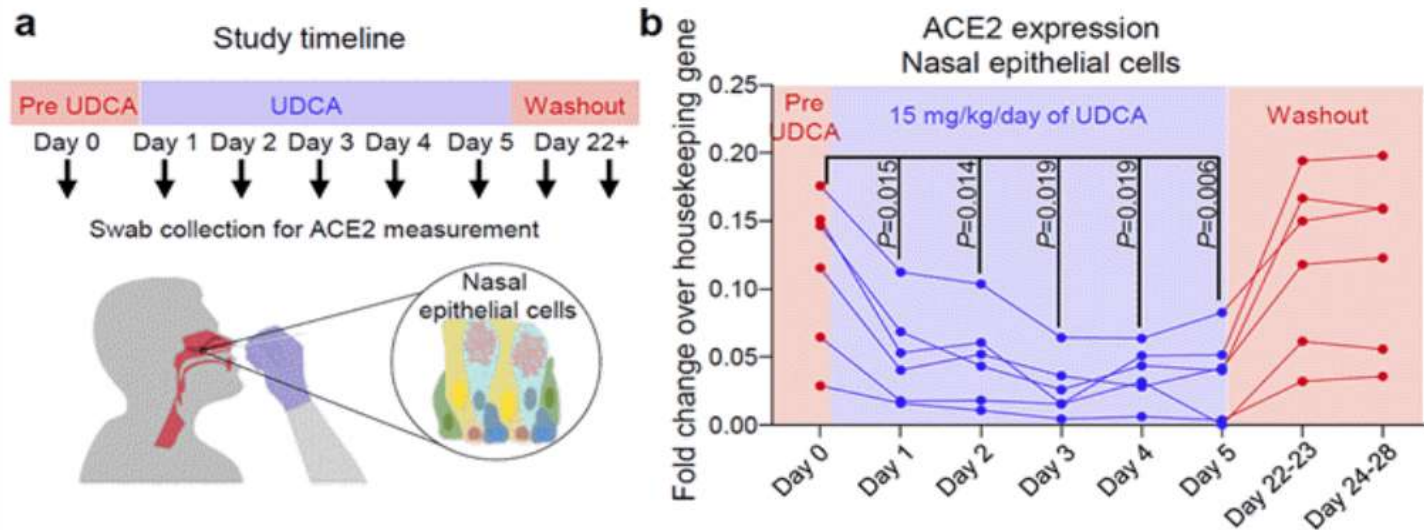 a
Study timeline
Pre UDCA UDCA Washout
Day 0 Day 1 Day 2 Day 3 Day 4 Day 5 Day 22+
Swab collection for ACE2 measurement
Nasal
epithelial cells
b
ACE2 expression
Nasal epithelial cells
Fold change over housekeeping gene
0.25
0.20
0.15
0.10
0.05
0.00
Pre
UDCA
15 mg/kg/day of UDCA
Washout
P=0.015
P=0.014
P=0.019
P=0.019
P=0.006
Day 0
Day 1
Day 2
Day 3
Day 4
Day 5
Day 22-23
Day 24-28